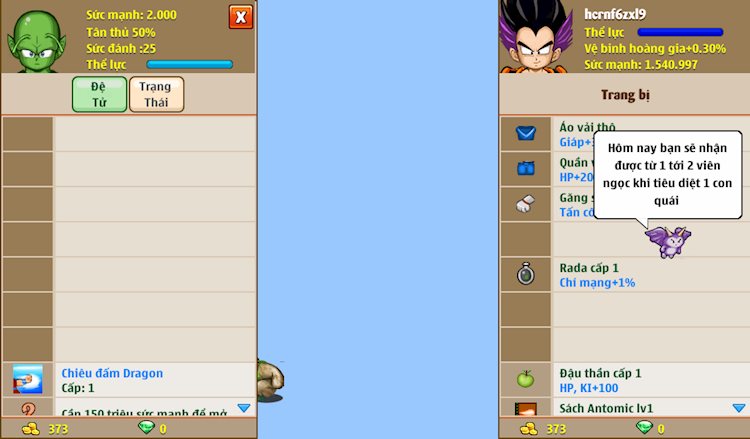 Sức mạnh: 2.000
Tân thủ 50%
Sức đánh :25
Thể lực
X
Đệ
Tử
Trạng
Thái
Chiêu đấm Dragon
Cấp: 1
Cần 150 triệu sức mạnh để mở
373
0
hcrnf6zxl9
Thể lực
Vệ binh hoàng gia+0.30%
Sức mạnh: 1.540.997
Trang bị
Áo vải thô
Giáp+
Quần
HP+20
Găng
Tấn
Hôm nay bạn sẽ nhận
được từ 1 tới 2 viên
ngọc khi tiêu diệt 1 con
quái
Rada cấp 1
Chí mạng+1%
Đậu thần cấp 1
HP, KI+100
Sách Antomic lv1
373
0